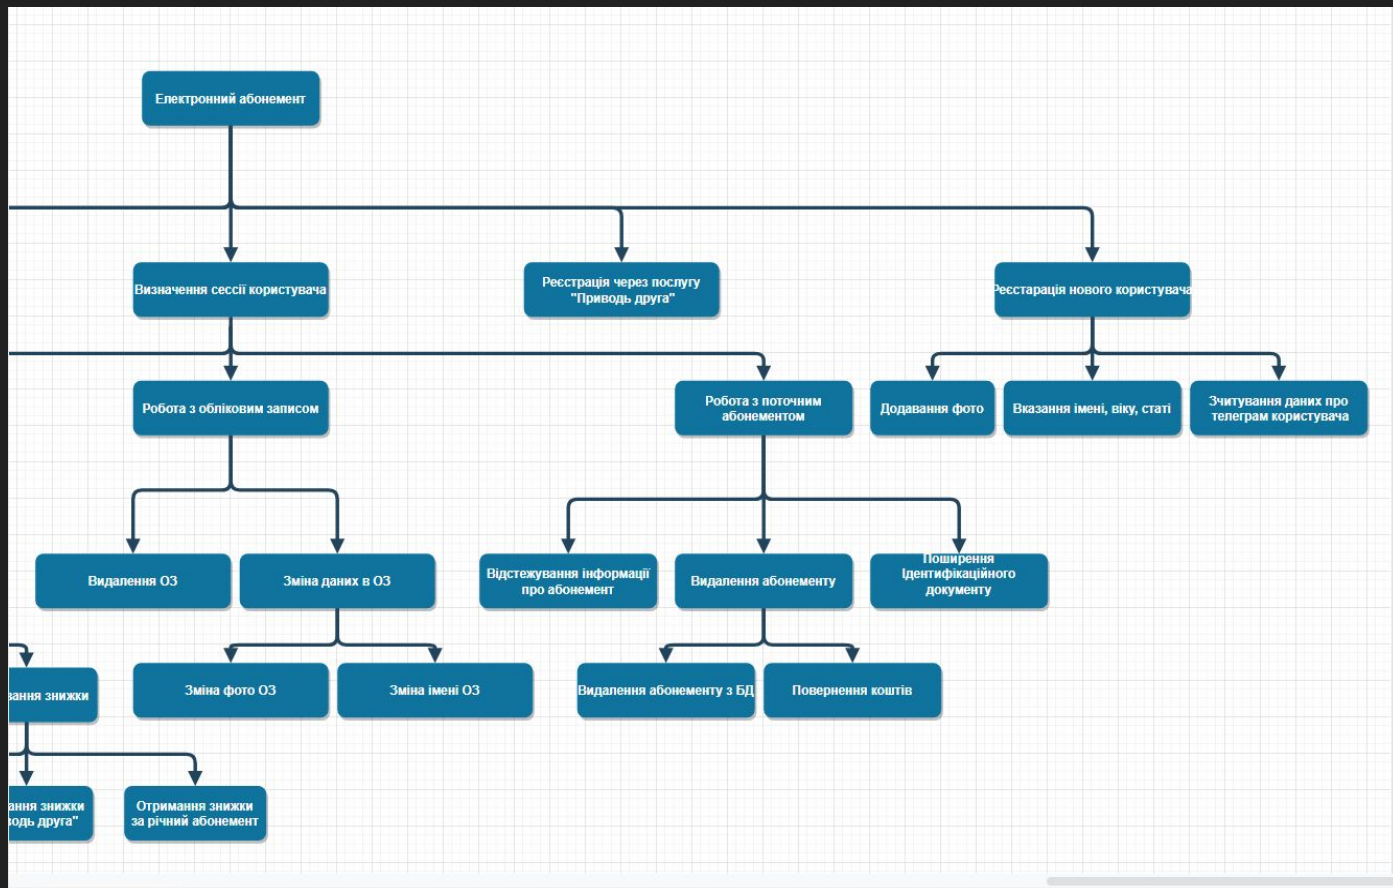 Електронний абонемент
Визначення сессії користувача
Реєстрація через послугу
"Приводь друга"
Реєстарація нового користувача
Робота з обліковим записом
Робота з поточним
абонементом
Додавання фото
Вказання імені, віку, статі
Зчитування даних про
телеграм користувача
Видалення ОЗ
Зміна даних в ОЗ
Відстежування інформації
про абонемент
Видалення абонементу
Поширення
Ідентифікаційного
документу
знижки
Зміна фото ОЗ
Зміна імені ОЗ
Видалення абонементу з БД
Повернення коштів
знижки
друга"
Отримання знижки
за річний абонемент